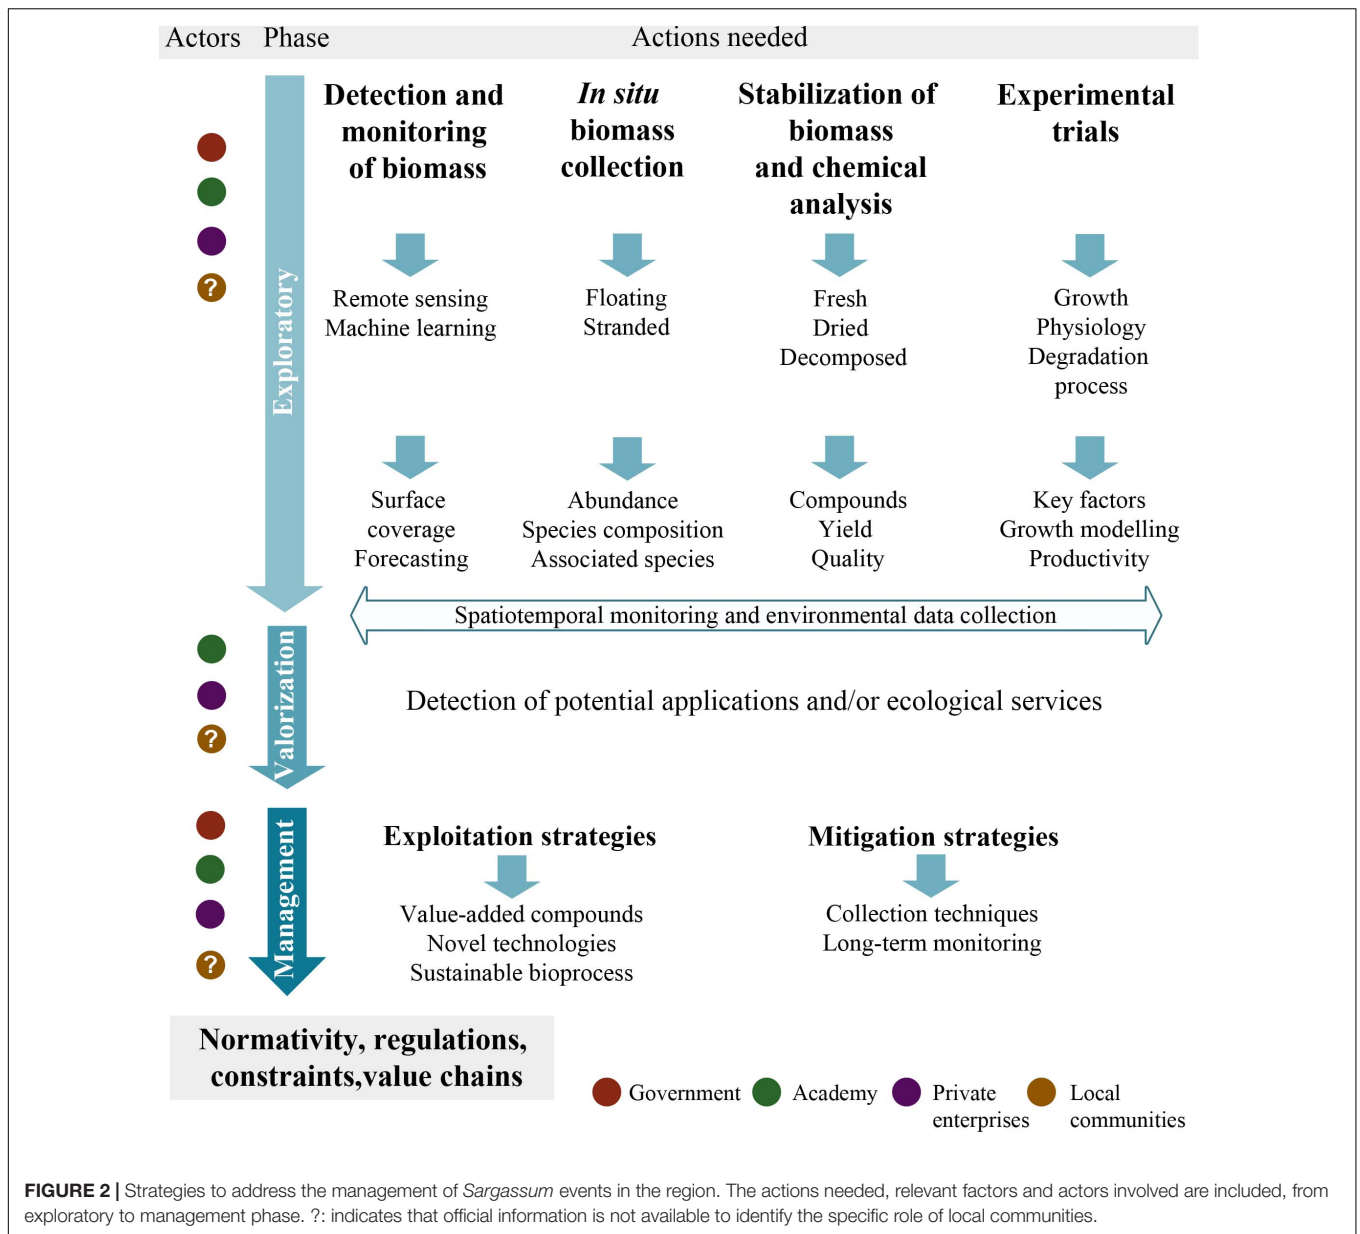 Actors Phase Actions needed
Detection and
monitoring
of biomass
In situ
biomass
collection
Stabilization of
biomass
and chemical
analysis
Experimental
trials
?
Exploratory
Remote sensing
Machine learning
Floating
Stranded
Fresh
Dried
Decomposed
Growth
Physiology
Degradation
process
Surface
coverage
Forecasting
Abundance
Species composition
Associated species
Compounds
Yield
Quality
Key factors
Growth modelling
Productivity
Spatiotemporal monitoring and environmental data collection
?
Valorization
Detection of potential applications and/or ecological services
?
Management
Exploitation strategies
Value-added compounds
Novel technologies
Sustainable bioprocess
Mitigation strategies
Collection techniques
Long-term monitoring
Normativity, regulations,
constraints,value chains
Government
Academy
Private
enterprises
Local
communities
FIGURE 2 | Strategies to address the management of Sargassum events in the region. The actions needed, relevant factors and actors involved are included, from
exploratory to management phase. ?: indicates that official information is not available to identify the specific role of local communities.